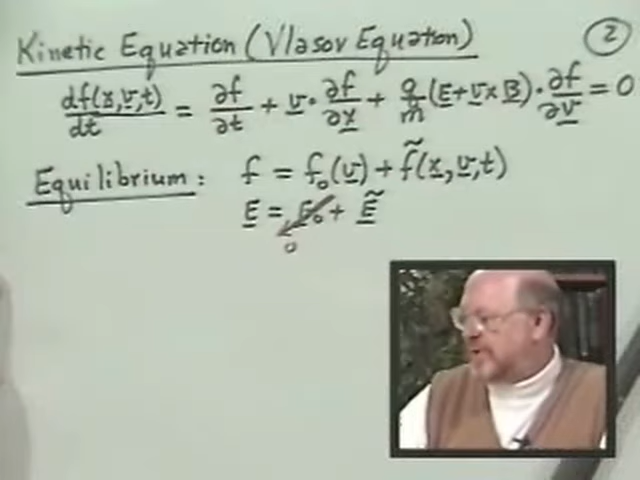 Kinetic Equation (Vlasov Equation) 2
df(x,v,t)/dt = ∂f/∂t + v·∂f/∂x + q/m(E+v×B)·∂f/∂v = 0
Equilibrium: f = f₀(v) + f̃(x,v,t)
E = E₀ + Ẽ
0